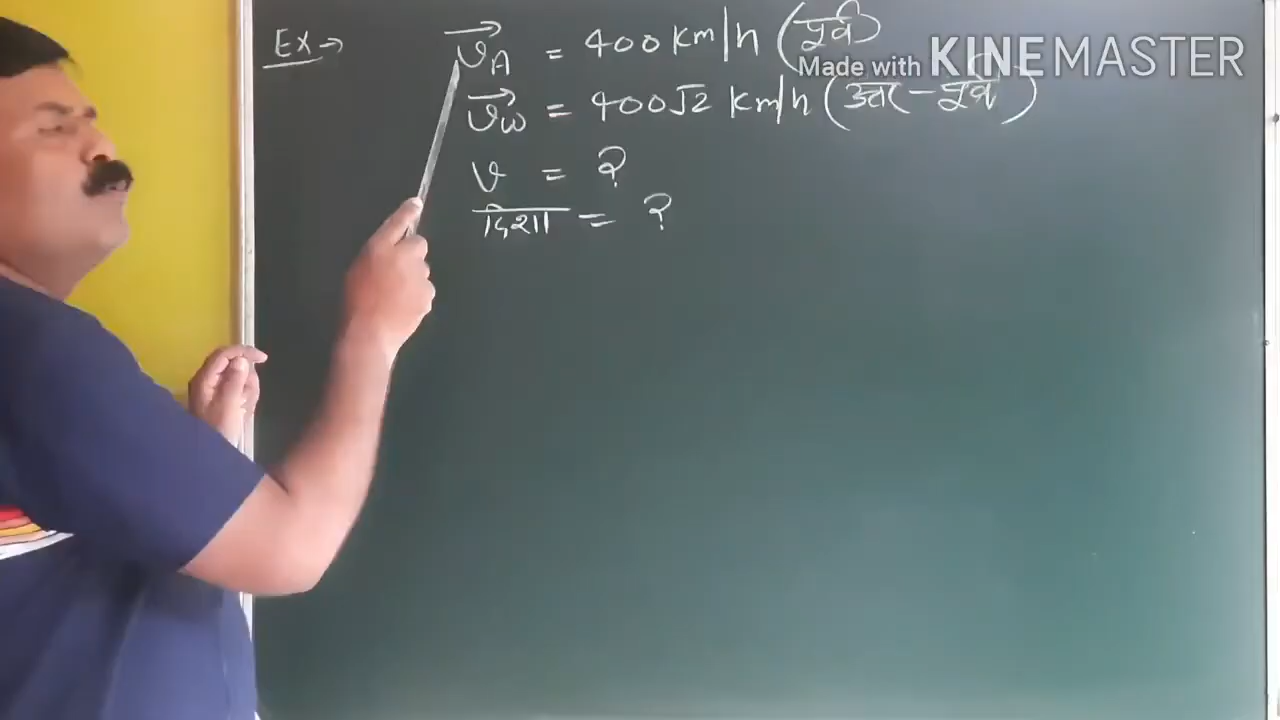 Ex→ v⃗A = 400 Km/h (पूर्व)
Made with KINEMASTER
v⃗ω = 400√2 Km/h (उत्तर-पूर्व)
v = ?
दिशा = ?